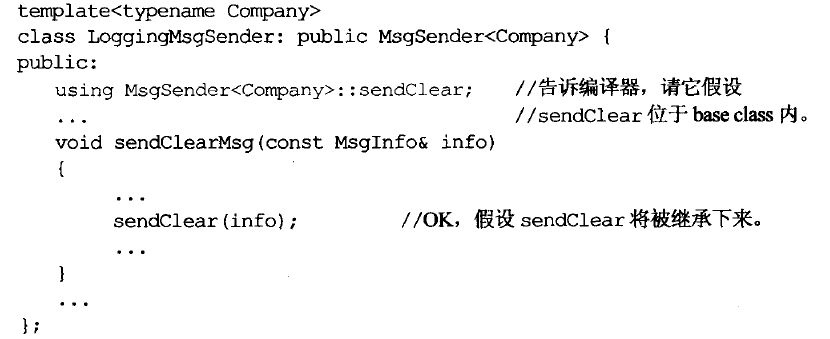 template<typename Company>
class LoggingMsgSender: public MsgSender<Company> {
public:
using MsgSender<Company>::sendClear; //告诉编译器，请它假设
... //sendClear 位于 base class 内。
void sendClearMsg(const MsgInfo& info)
{
...
sendClear(info); //OK，假设 sendClear 将被继承下来。
...
}
...
};